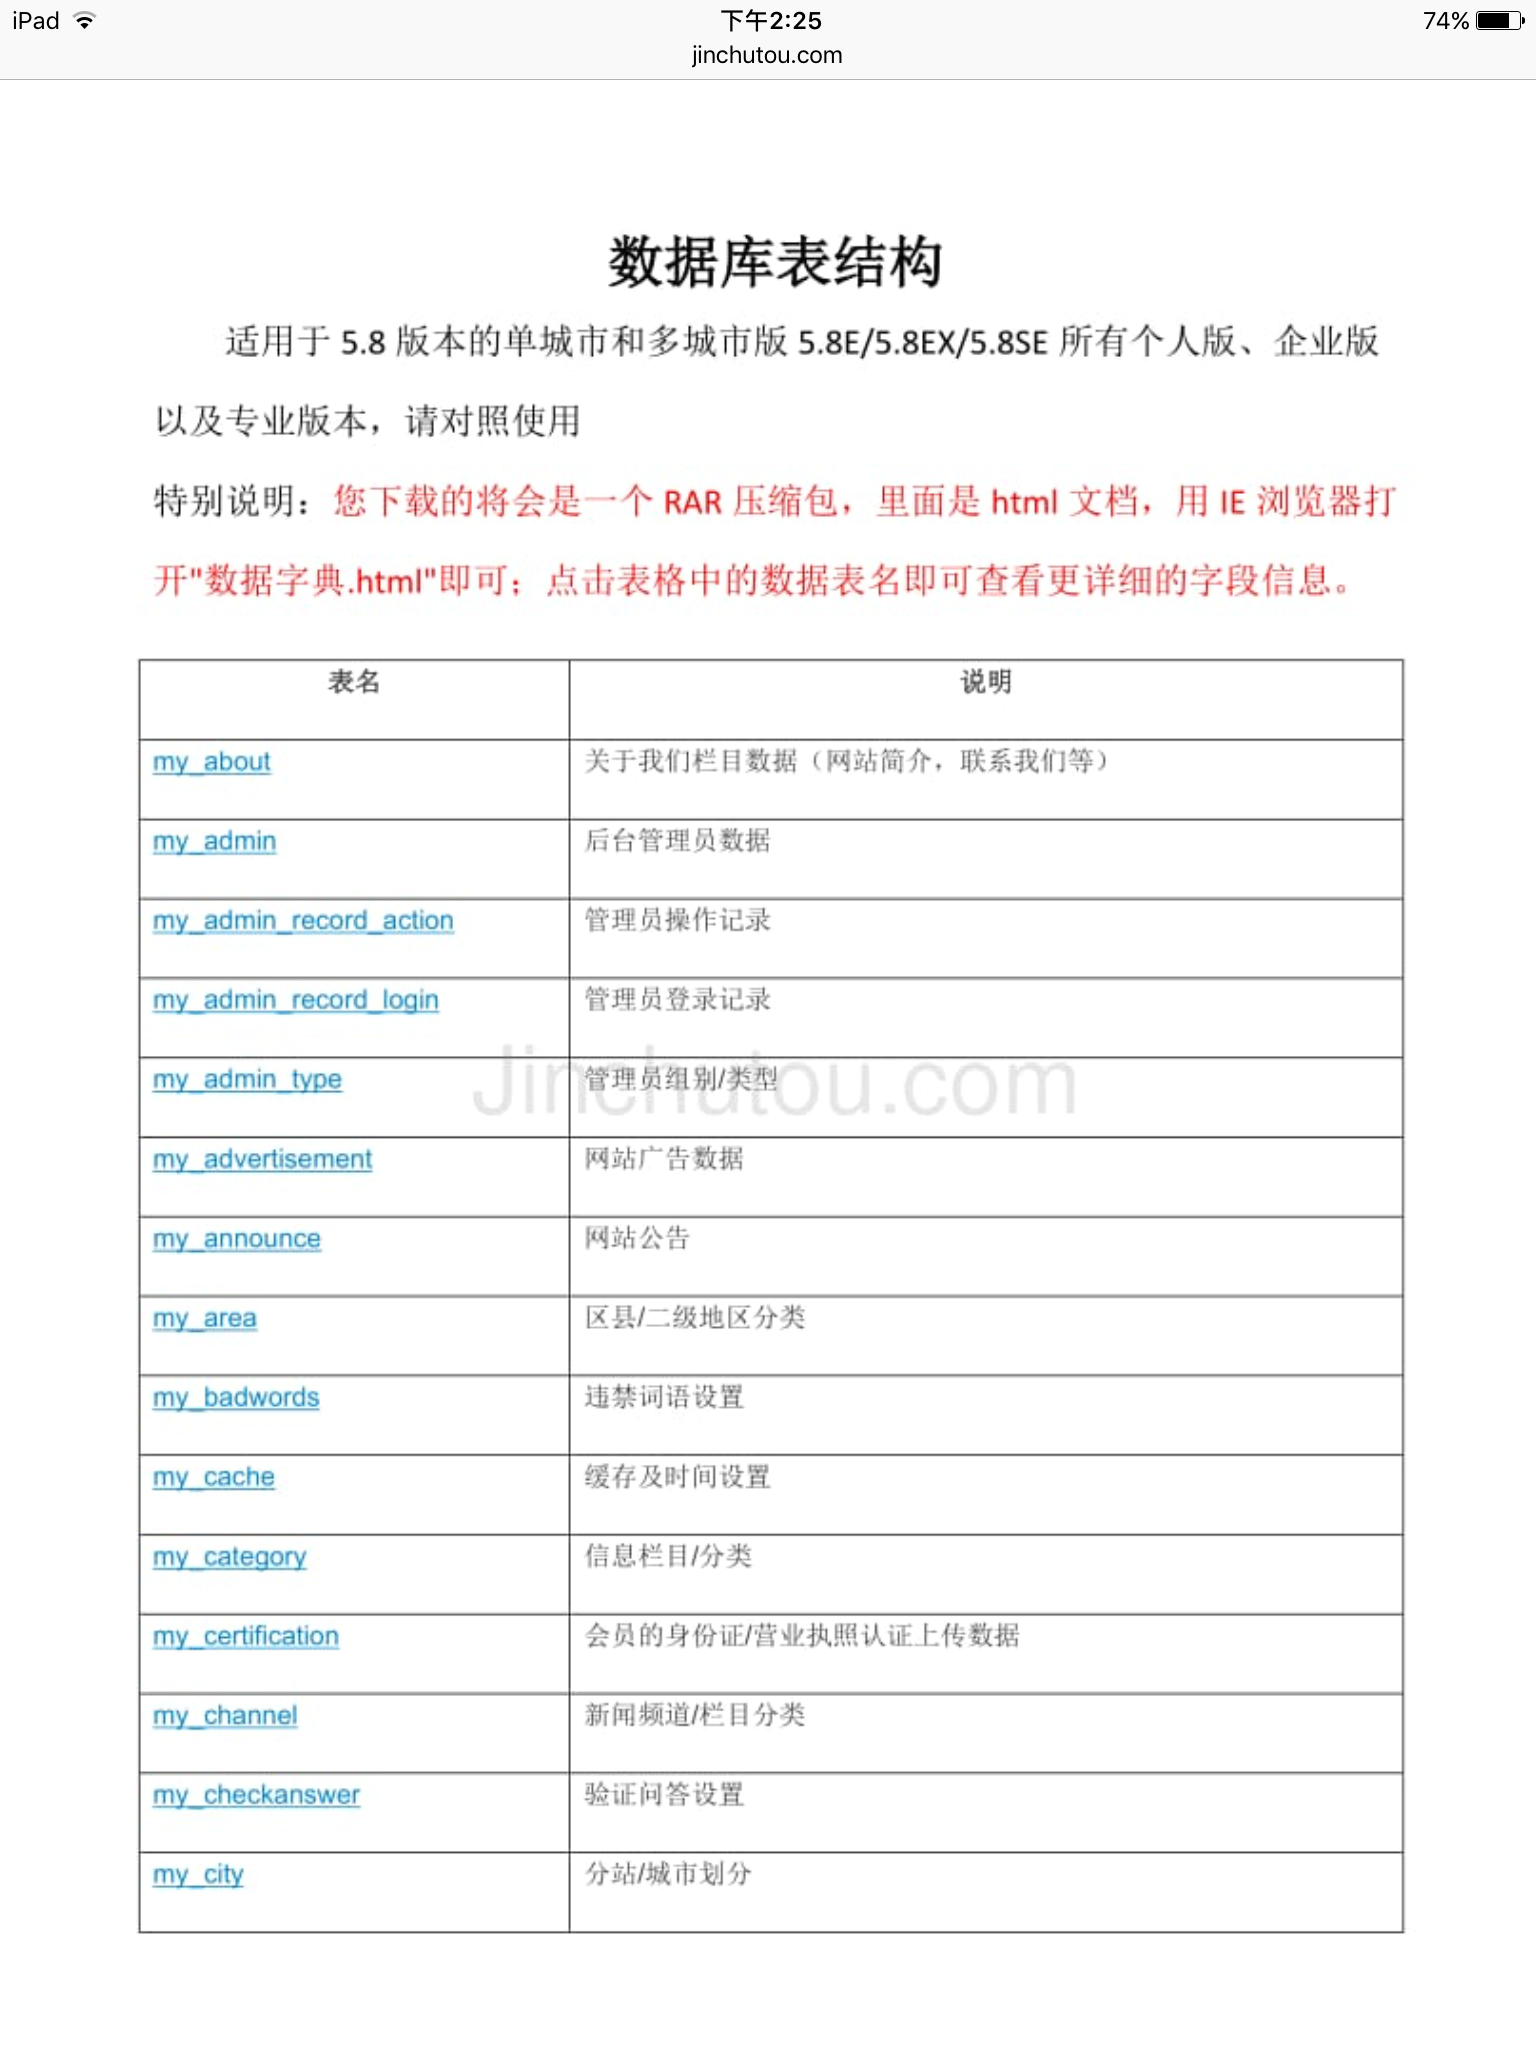 iPad 下午2:25 74%
jinchutou.com
数据库表结构
适用于 5.8 版本的单城市和多城市版 5.8E/5.8EX/5.8SE 所有个人版、企业版
以及专业版本，请对照使用
特别说明：您下载的将会是一个 RAR 压缩包，里面是 html 文档，用 IE 浏览器打
开"数据字典.html"即可；点击表格中的数据表名即可查看更详细的字段信息。
表名 说明
my_about 关于我们栏目数据（网站简介，联系我们等）
my_admin 后台管理员数据
my_admin_record_action 管理员操作记录
my_admin_record_login 管理员登录记录
my_admin_type 管理员组别/类型
Jinchutou.com
my_advertisement 网站广告数据
my_announce 网站公告
my_area 区县/二级地区分类
my_badwords 违禁词语设置
my_cache 缓存及时间设置
my_category 信息栏目/分类
my_certification 会员的身份证/营业执照认证上传数据
my_channel 新闻频道/栏目分类
my_checkanswer 验证问答设置
my_city 分站/城市划分